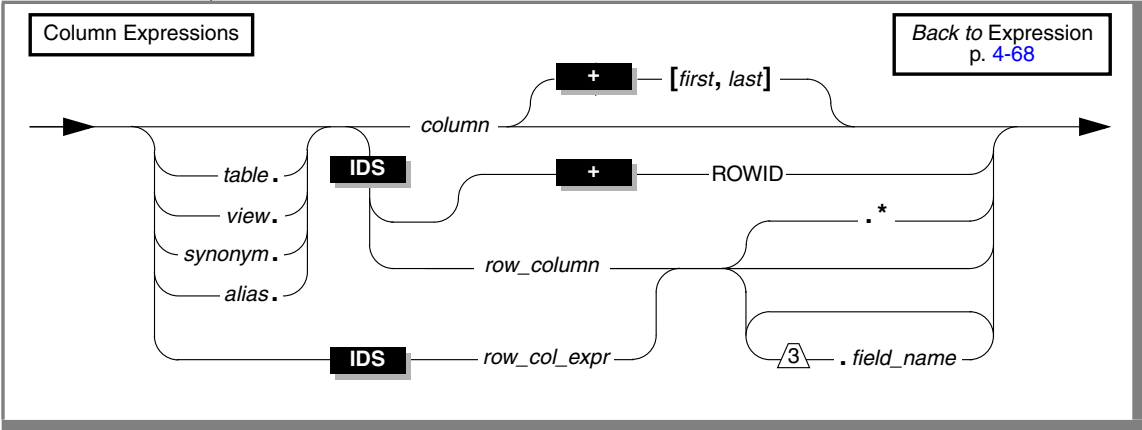 Column Expressions
Back to Expression
p. 4-68
+ [first, last]
column
IDS
+ ROWID
table.
view.
synonym.
alias.
.*
row_column
IDS row_col_expr
3 .field_name